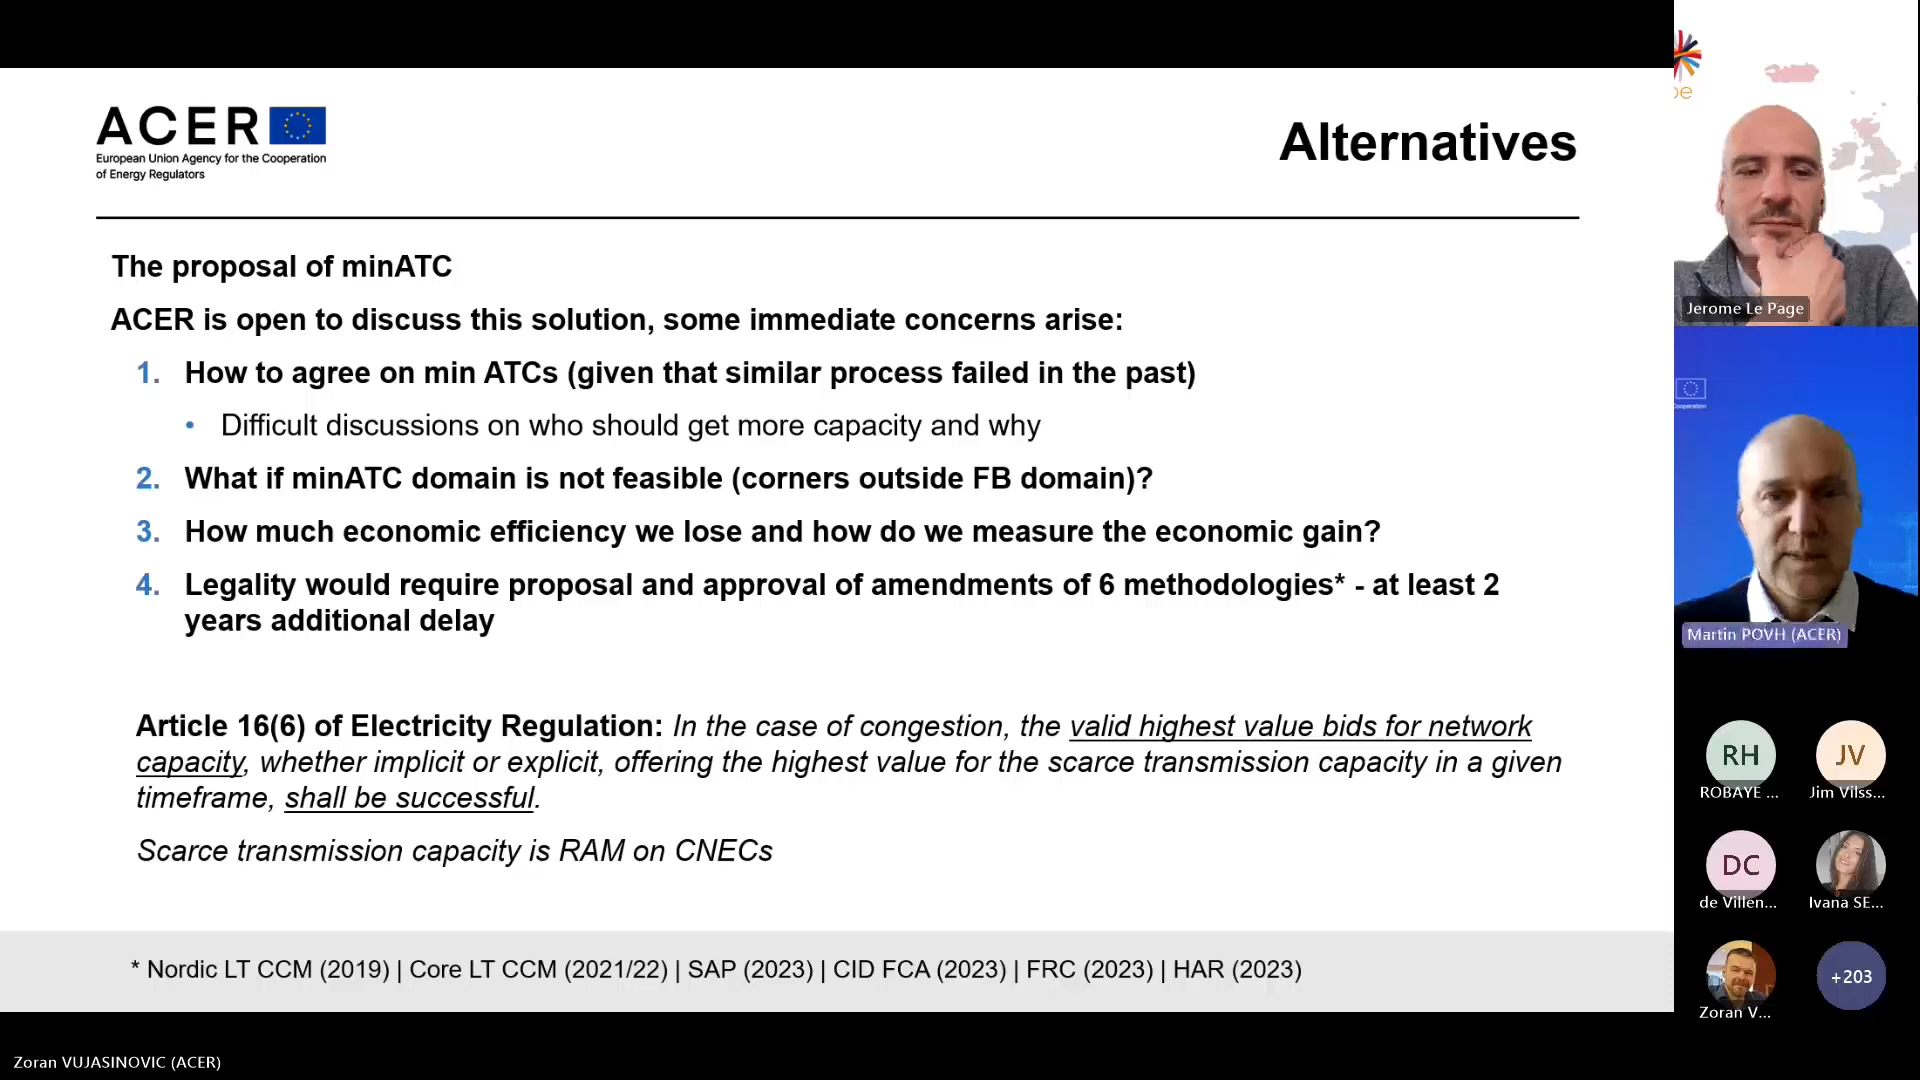 ACER
European Union Agency for the Cooperation
of Energy Regulators
Alternatives
The proposal of minATC
ACER is open to discuss this solution, some immediate concerns arise:
1. How to agree on min ATCs (given that similar process failed in the past)
• Difficult discussions on who should get more capacity and why
2. What if minATC domain is not feasible (corners outside FB domain)?
3. How much economic efficiency we lose and how do we measure the economic gain?
4. Legality would require proposal and approval of amendments of 6 methodologies* - at least 2
years additional delay
Article 16(6) of Electricity Regulation: In the case of congestion, the valid highest value bids for network
capacity, whether implicit or explicit, offering the highest value for the scarce transmission capacity in a given
timeframe, shall be successful.
Scarce transmission capacity is RAM on CNECs
* Nordic LT CCM (2019) | Core LT CCM (2021/22) | SAP (2023) | CID FCA (2023) | FRC (2023) | HAR (2023)
Zoran VUJASINOVIC (ACER)
Jerome Le Page
Martin POVH (ACER)
RH
ROBAYE ...
JV
Jim Vilss...
DC
de Villen...
Ivana SE...
Zoran V...
+203